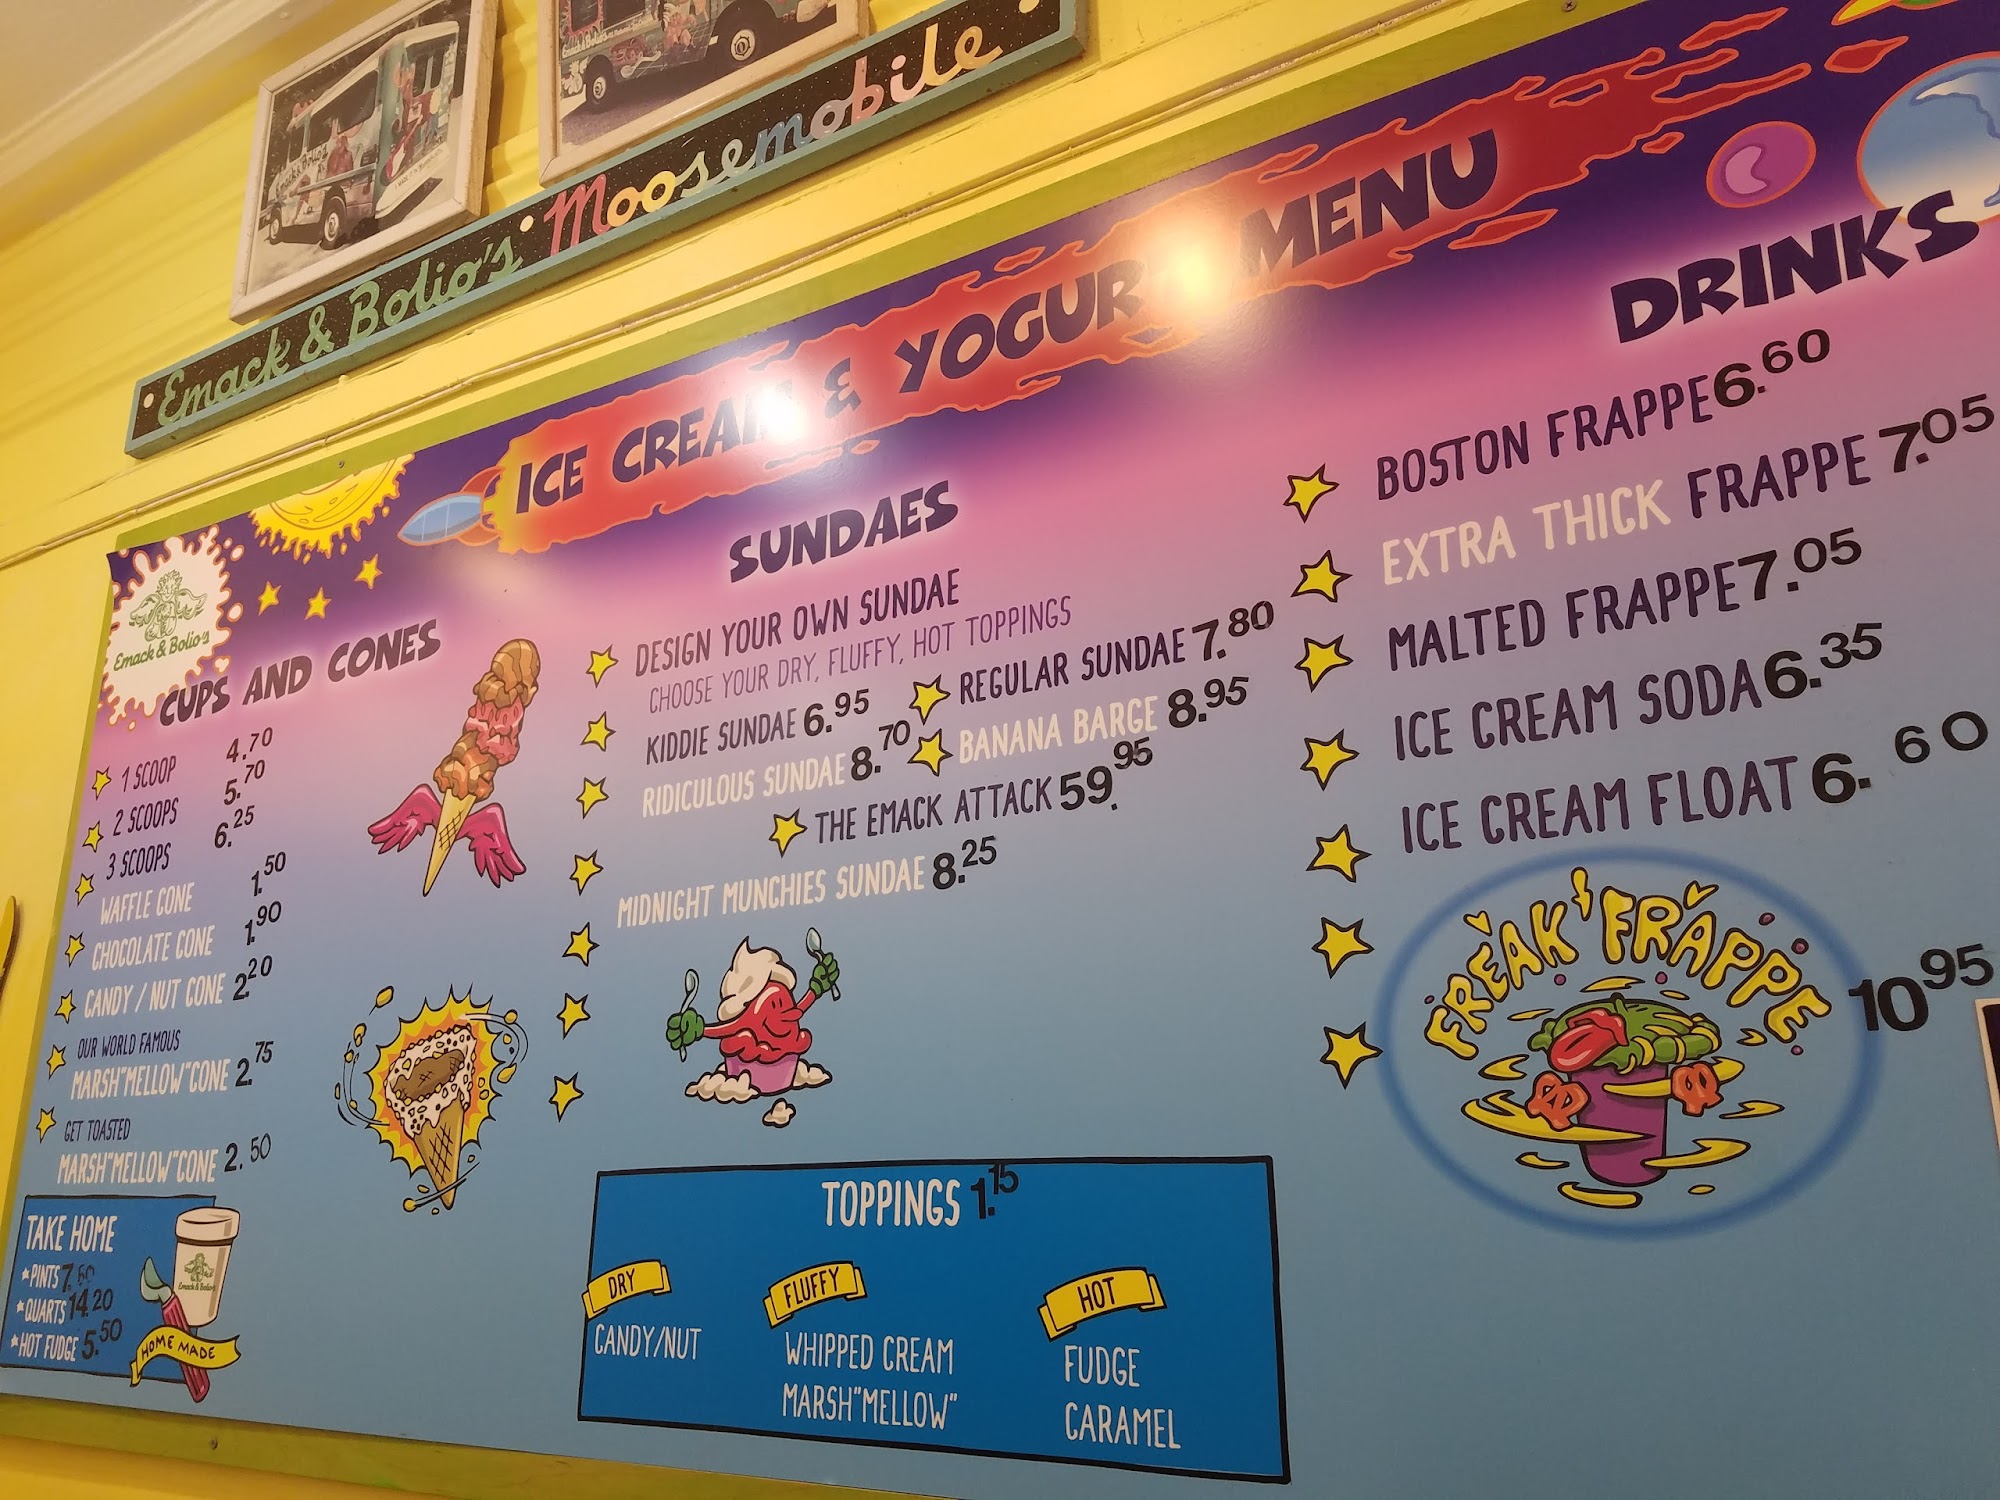 Emack & Bolio's Moosemobile
ICE CREAM & YOGURT MENU
Emack & Bolio's
CUPS AND CONES
1 SCOOP 4.70
2 SCOOPS 5.70
3 SCOOPS 6.25
WAFFLE CONE 1.50
CHOCOLATE CONE 1.90
CANDY / NUT CONE 2.20
OUR WORLD FAMOUS
MARSH"MELLOW"CONE 2.75
GET TOASTED
MARSH"MELLOW"CONE 2.50
TAKE HOME
PINTS 7.60
QUARTS 14.20
HOT FUDGE 5.50
HOME MADE
SUNDAES
DESIGN YOUR OWN SUNDAE
CHOOSE YOUR DRY, FLUFFY, HOT TOPPINGS
KIDDIE SUNDAE 6.95
REGULAR SUNDAE 7.80
RIDICULOUS SUNDAE 8.70
BANANA BARGE 8.95
THE EMACK ATTACK 59.95
MIDNIGHT MUNCHIES SUNDAE 8.25
TOPPINGS 1.15
DRY
CANDY/NUT
FLUFFY
WHIPPED CREAM
MARSH"MELLOW"
HOT
FUDGE
CARAMEL
DRINKS
BOSTON FRAPPE 6.60
EXTRA THICK FRAPPE 7.05
MALTED FRAPPE 7.05
ICE CREAM SODA 6.35
ICE CREAM FLOAT 6.60
FREAK'FRAPPE 10.95